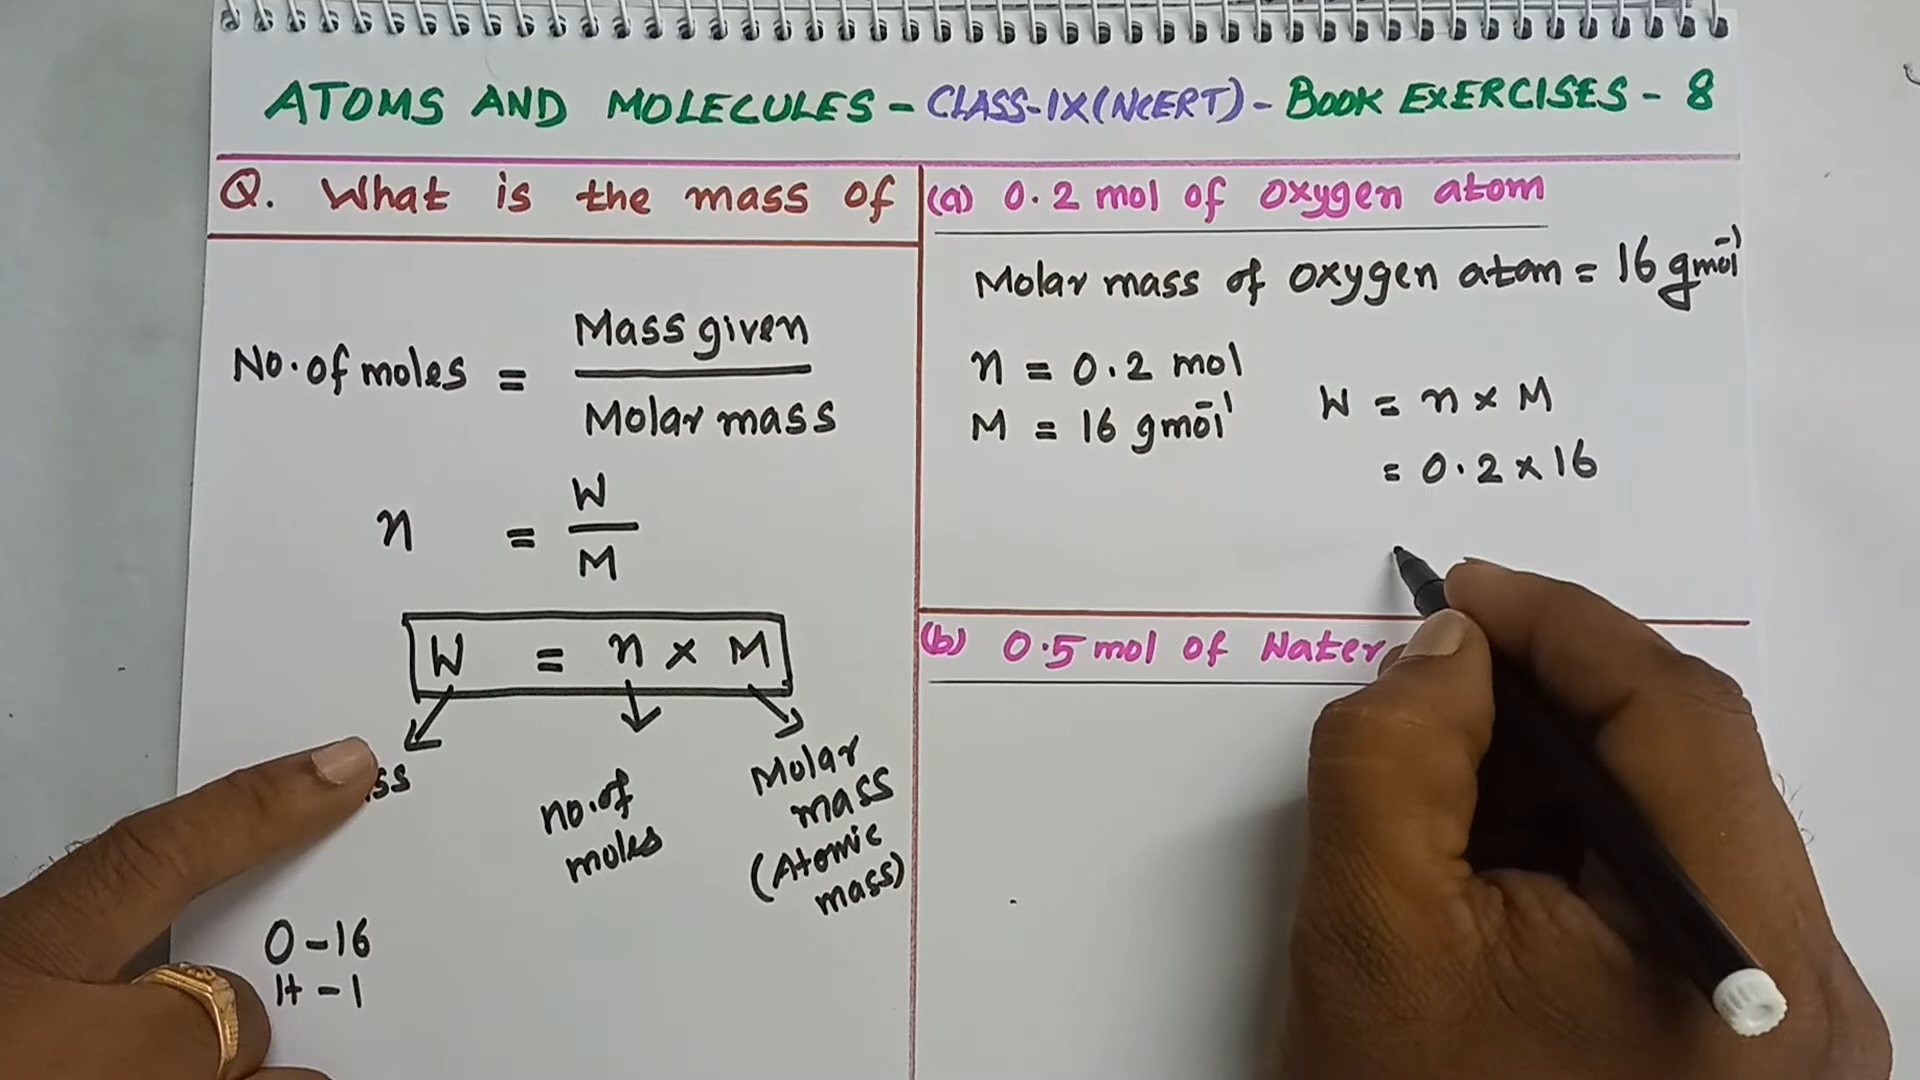 ATOMS AND MOLECULES - CLASS-IX(NCERT) - BOOK EXERCISES - 8
Q. What is the mass of
No. of moles = Mass given
Molar mass
n = W
M
W = n × M
no. of
moles
Molar
mass
(Atomic
mass)
O - 16
H - 1
(a) 0.2 mol of oxygen atom
Molar mass of oxygen atom = 16 gmol⁻¹
n = 0.2 mol
M = 16 gmol⁻¹
W = n × M
= 0.2 × 16
(b) 0.5 mol of Water